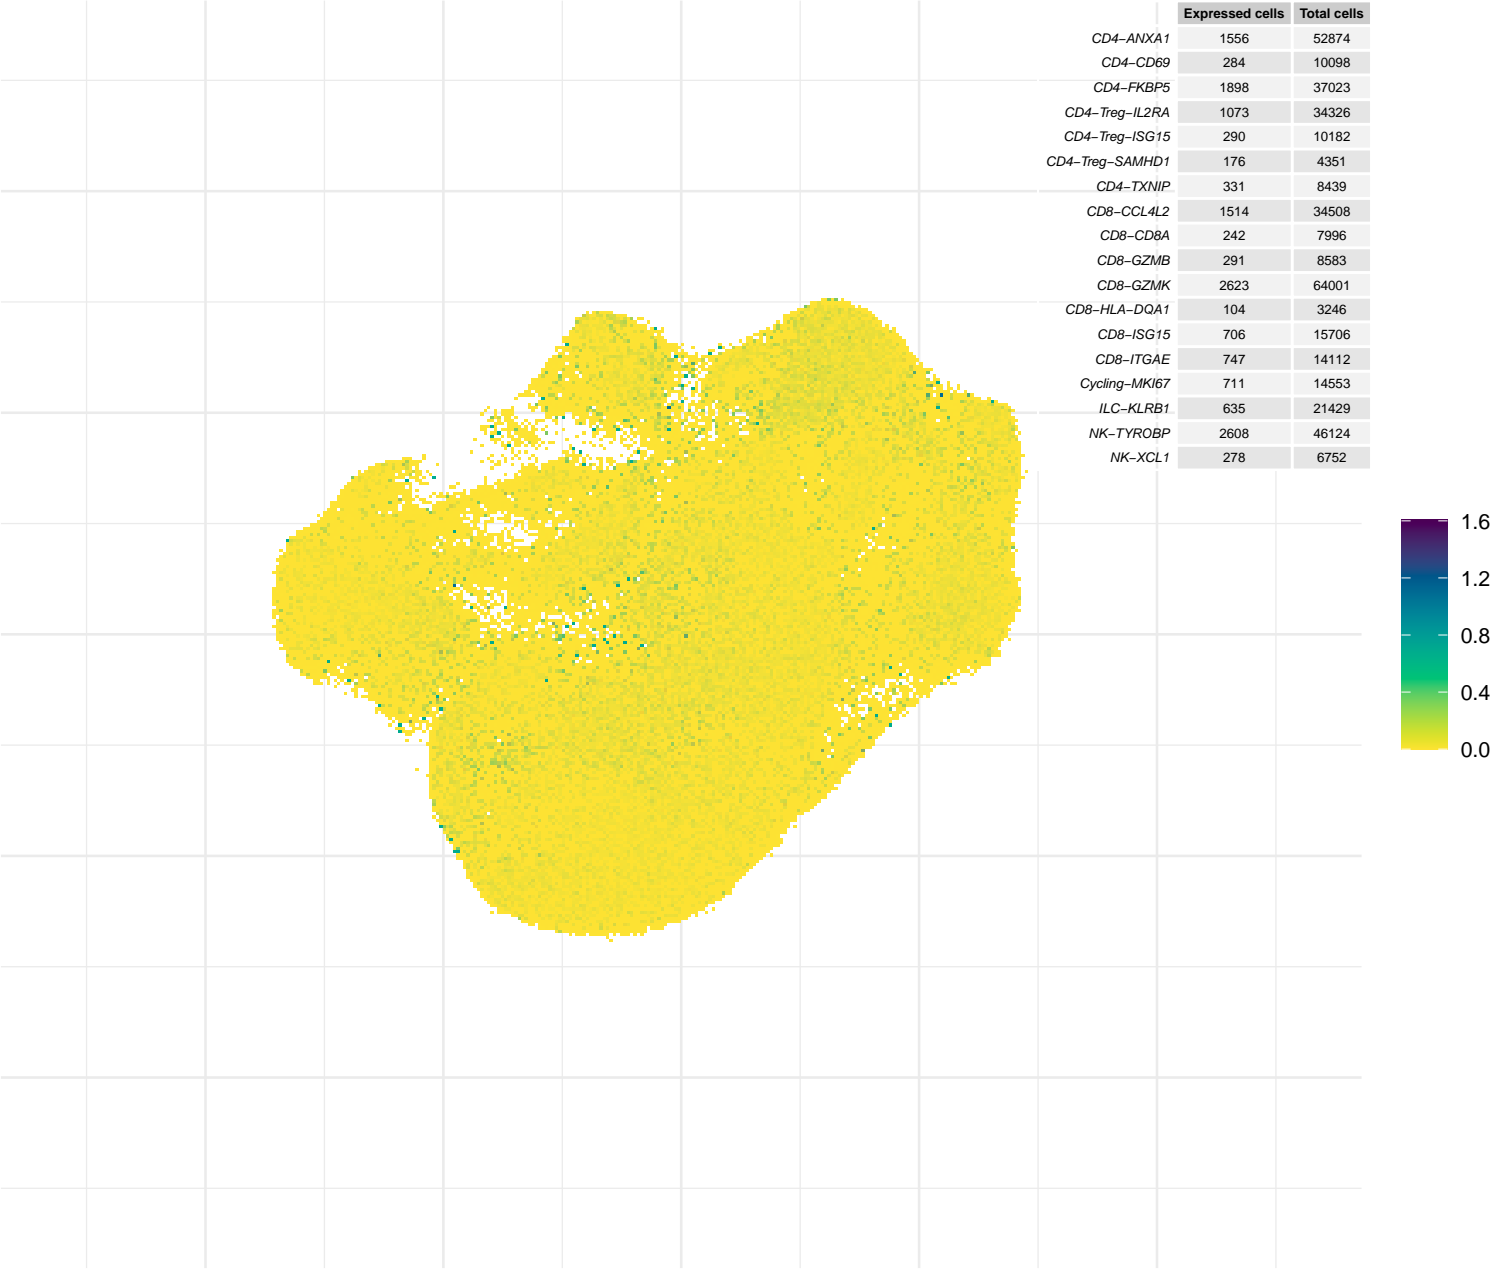 Expressed cells Total cells
CD4−ANXA1 1556 52874
CD4−CD69 284 10098
CD4−FKBP5 1898 37023
CD4−Treg−IL2RA 1073 34326
CD4−Treg−ISG15 290 10182
CD4−Treg−SAMHD1 176 4351
CD4−TXNIP 331 8439
CD8−CCL4L2 1514 34508
CD8−CD8A 242 7996
CD8−GZMB 291 8583
CD8−GZMK 2623 64001
CD8−HLA−DQA1 104 3246
CD8−ISG15 706 15706
CD8−ITGAE 747 14112
Cycling−MKI67 711 14553
ILC−KLRB1 635 21429
NK−TYROBP 2608 46124
NK−XCL1 278 6752
1.6
1.2
0.8
0.4
0.0